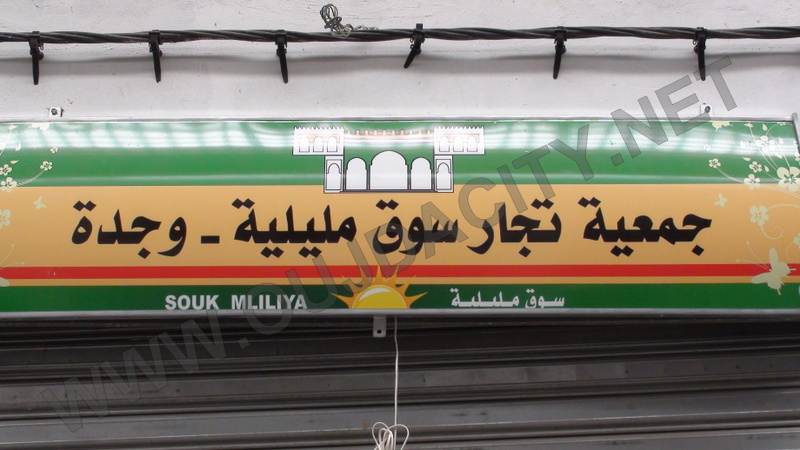 جمعية تجار سوق مليلية - وجدة
SOUK MLILIYA سوق مليلية
WWW.OUJDACITY.NET